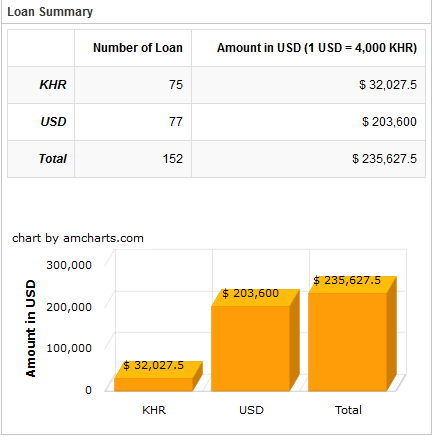 Loan Summary
Number of Loan Amount in USD (1 USD = 4,000 KHR)
KHR 75 $ 32,027.5
USD 77 $ 203,600
Total 152 $ 235,627.5
chart by amcharts.com
Amount in USD
300,000
200,000
100,000
0
$ 32,027.5
$ 203,600
$ 235,627.5
KHR USD Total